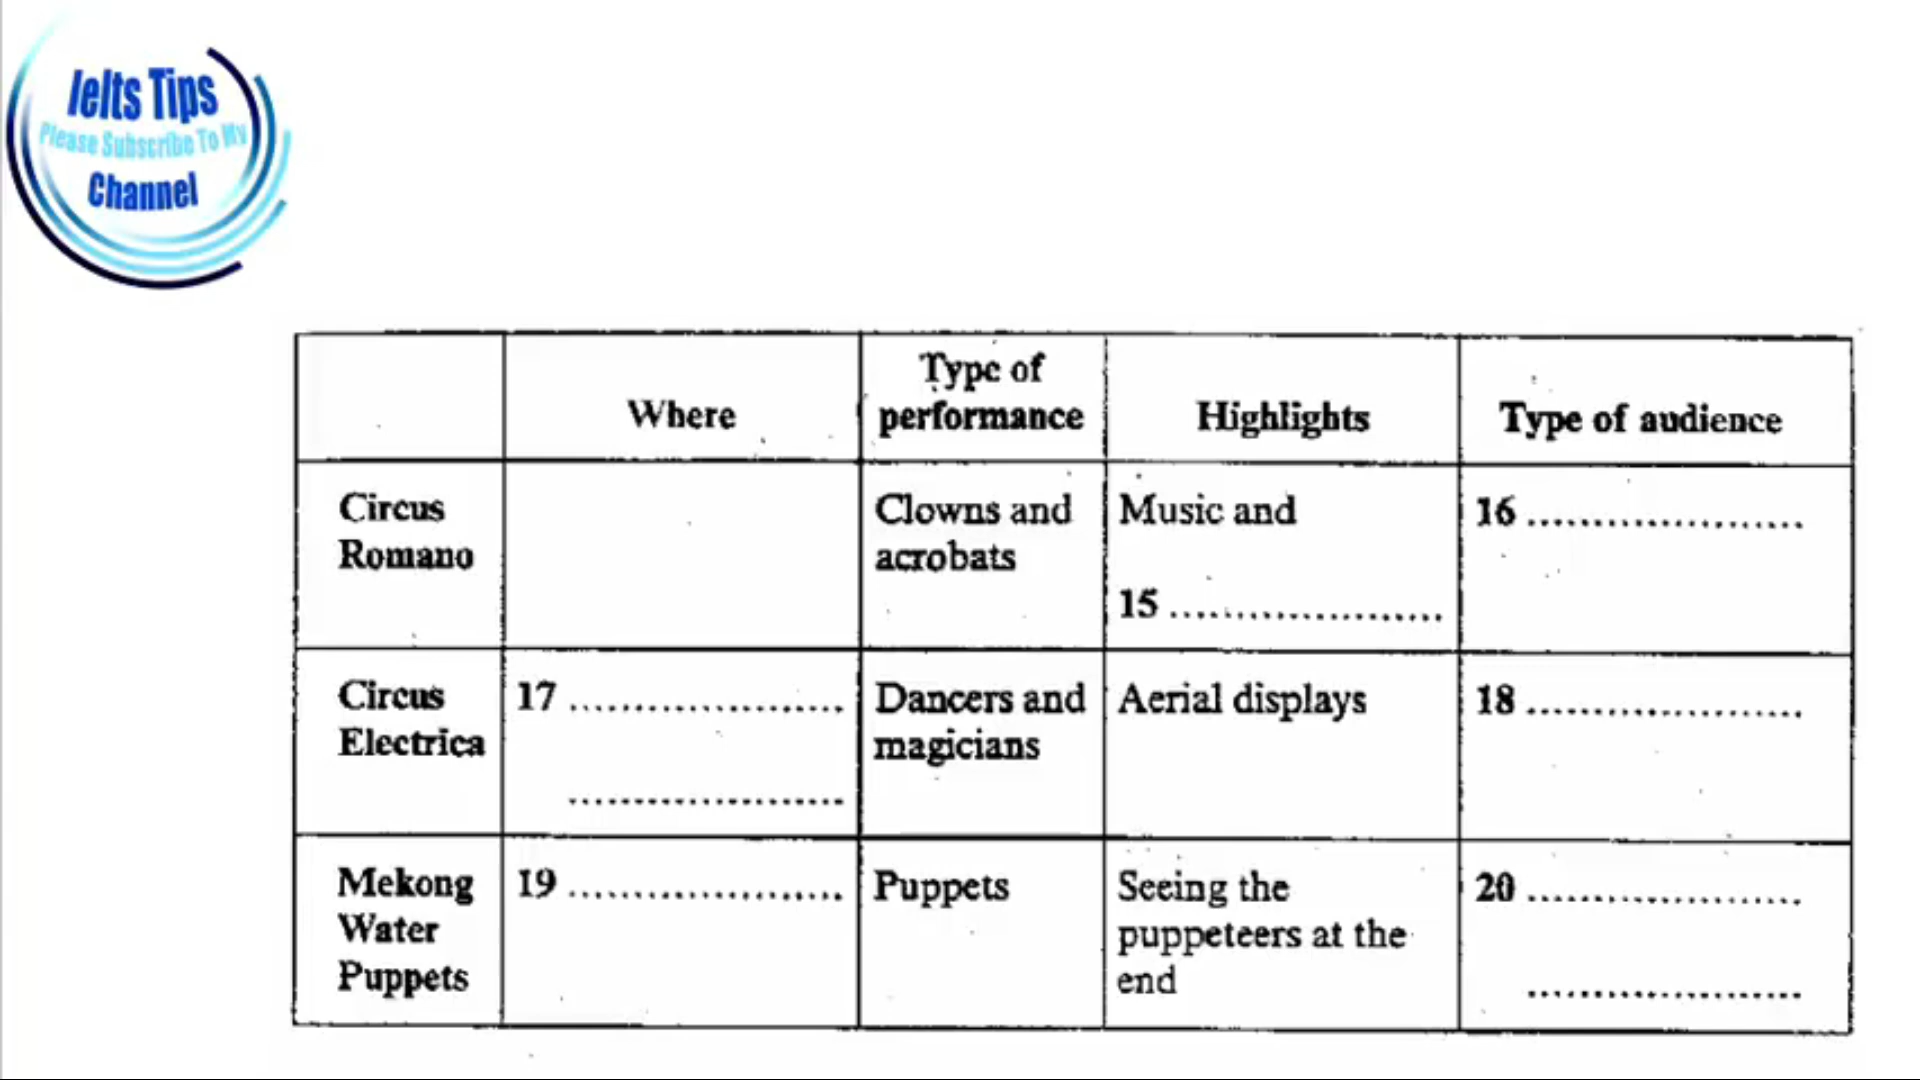 Ielts Tips
Please Subscribe To My
Channel
Where
Type of
performance
Highlights
Type of audience
Circus
Romano
Clowns and
acrobats
Music and
15 .....................
16 .....................
Circus
Electrica
17 .....................
.....................
Dancers and
magicians
Aerial displays
18 .....................
Mekong
Water
Puppets
19 .....................
Puppets
Seeing the
puppeteers at the
end
20 .....................
.....................